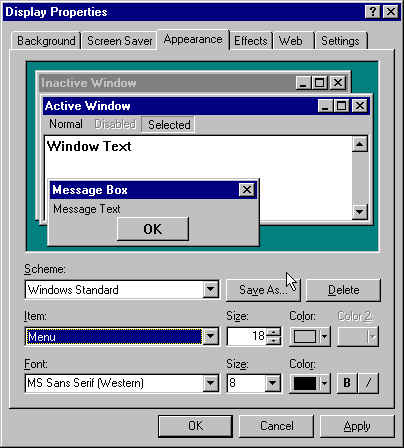 Display Properties
Background Screen Saver Appearance Effects Web Settings
Inactive Window
Active Window
Normal Disabled Selected
Window Text
Message Box
Message Text
OK
Scheme:
Windows Standard Save As... Delete
Item: Size: Color: Color 2:
Menu 18
Font: Size: Color:
MS Sans Serif (Western) 8 B /
OK Cancel Apply